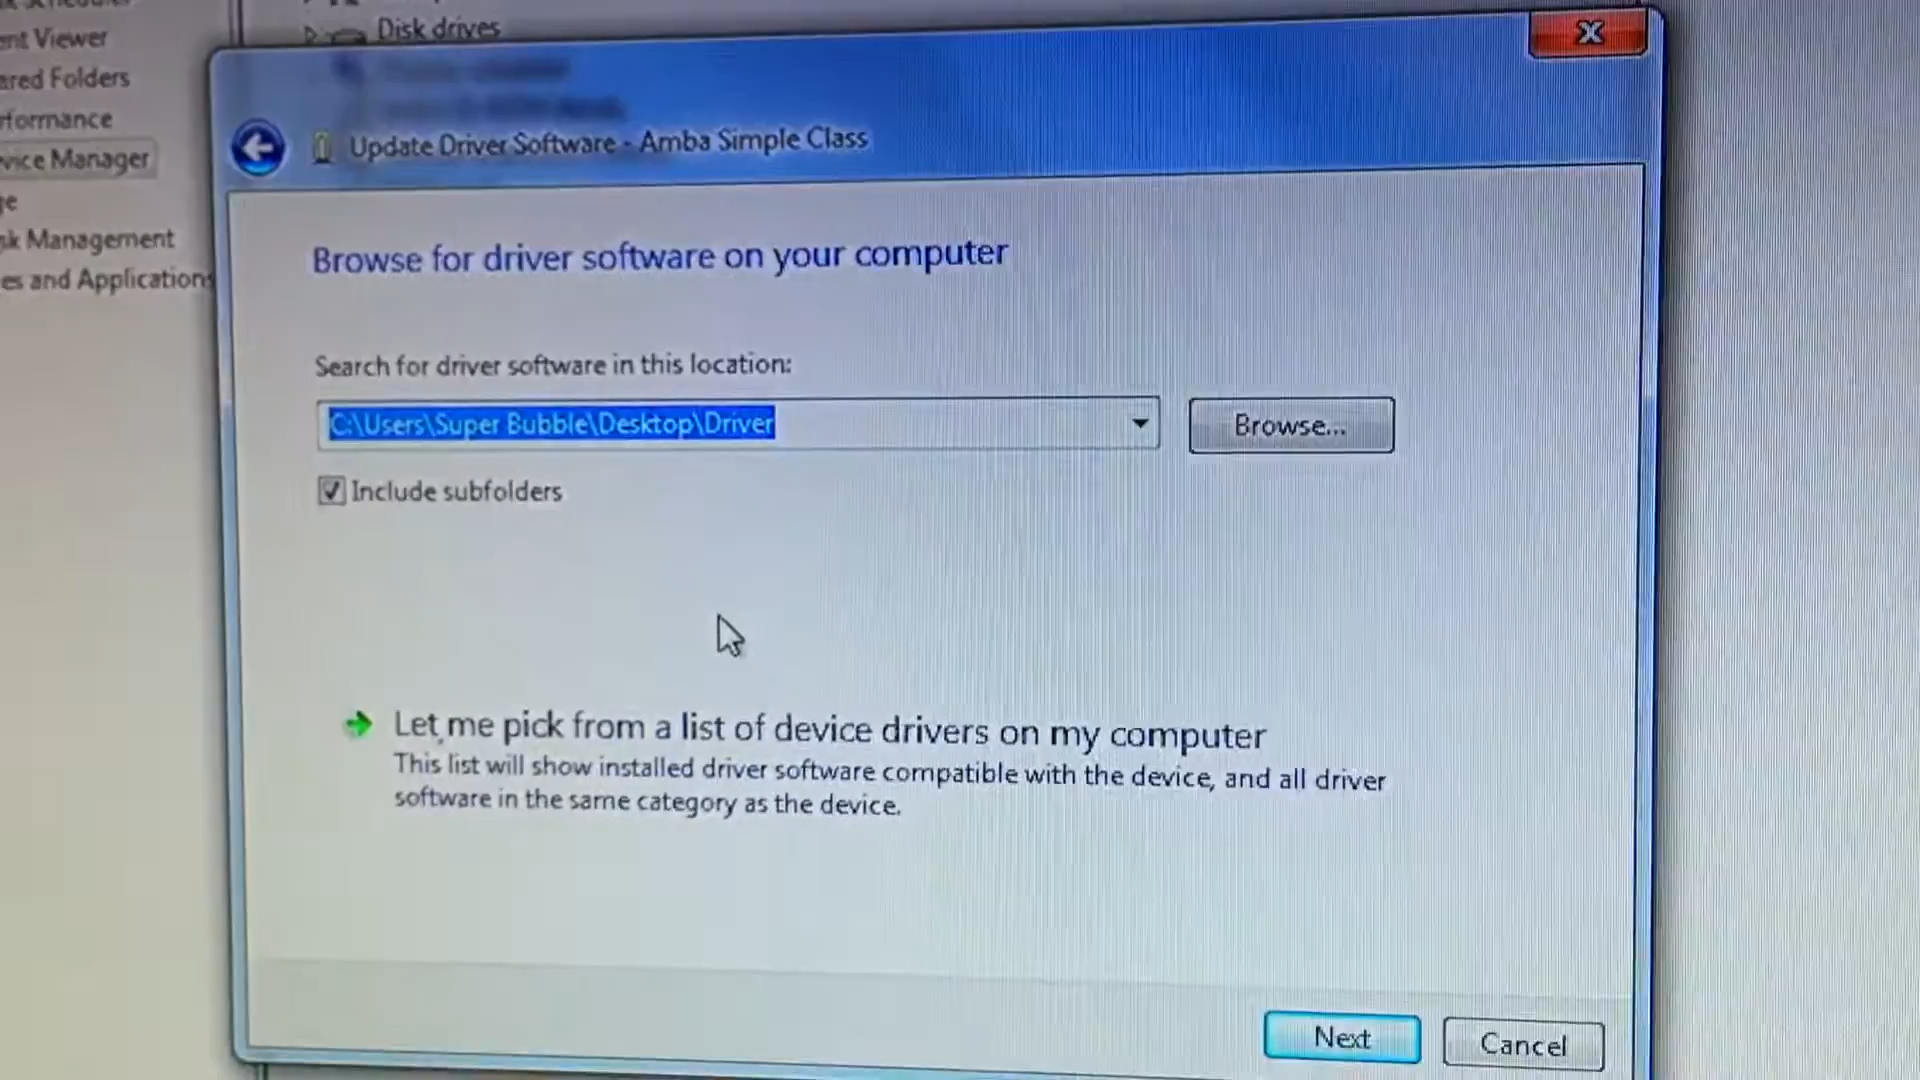 Disk drives
nt Viewer
ared Folders
rformance
vice Manager
ge
sk Management
es and Applications
Update Driver Software - Amba Simple Class
Browse for driver software on your computer
Search for driver software in this location:
C:\Users\Super Bubble\Desktop\Driver
Browse...
Include subfolders
Let me pick from a list of device drivers on my computer
This list will show installed driver software compatible with the device, and all driver
software in the same category as the device.
Next
Cancel